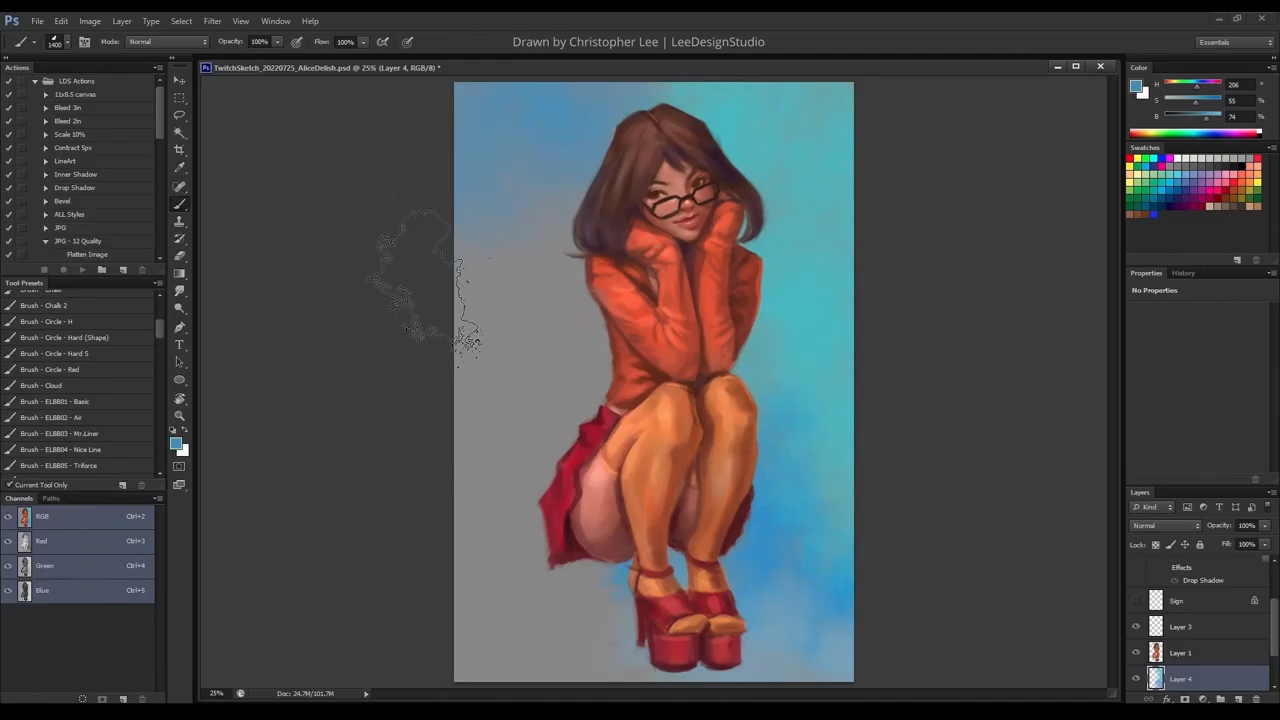 Ps File Edit Image Layer Type Select Filter Window Help
1400 Mode: Normal Opacity: 100% Flow: 100% Drawn by Christopher Lee | LeeDesignStudio Essentials
TwitchSketch_20220725_AliceDelish.psd @ 25% (Layer 4, RGB/8) *
Actions
LDS Actions
11x8.5 canvas
Bleed 3in
Bleed 2in
Scale 10%
Contract 5px
LineArt
Inner Shadow
Drop Shadow
Bevel
ALL Styles
JPG
JPG - 12 Quality
Flatten Image
Tool Presets
Brush - Chalk 2
Brush - Circle - H
Brush - Circle - Hard (Shape)
Brush - Circle - Hard S
Brush - Circle - Red
Brush - Cloud
Brush - ELBB01 - Basic
Brush - ELBB02 - Air
Brush - ELBB03 - Mr.Liner
Brush - ELBB04 - Nice Line
Brush - ELBB05 - Triforce
Current Tool Only
Channels Paths
RGB Ctrl+2
Red Ctrl+3
Green Ctrl+4
Blue Ctrl+5
25% Doc: 24.7M/101.7M
Color
H 206 °
S 55 %
B 74 %
Swatches
Properties History
No Properties
Layers
Kind
Normal Opacity: 100%
Lock: Fill: 100%
Effects
Drop Shadow
Sign
Layer 3
Layer 1
Layer 4